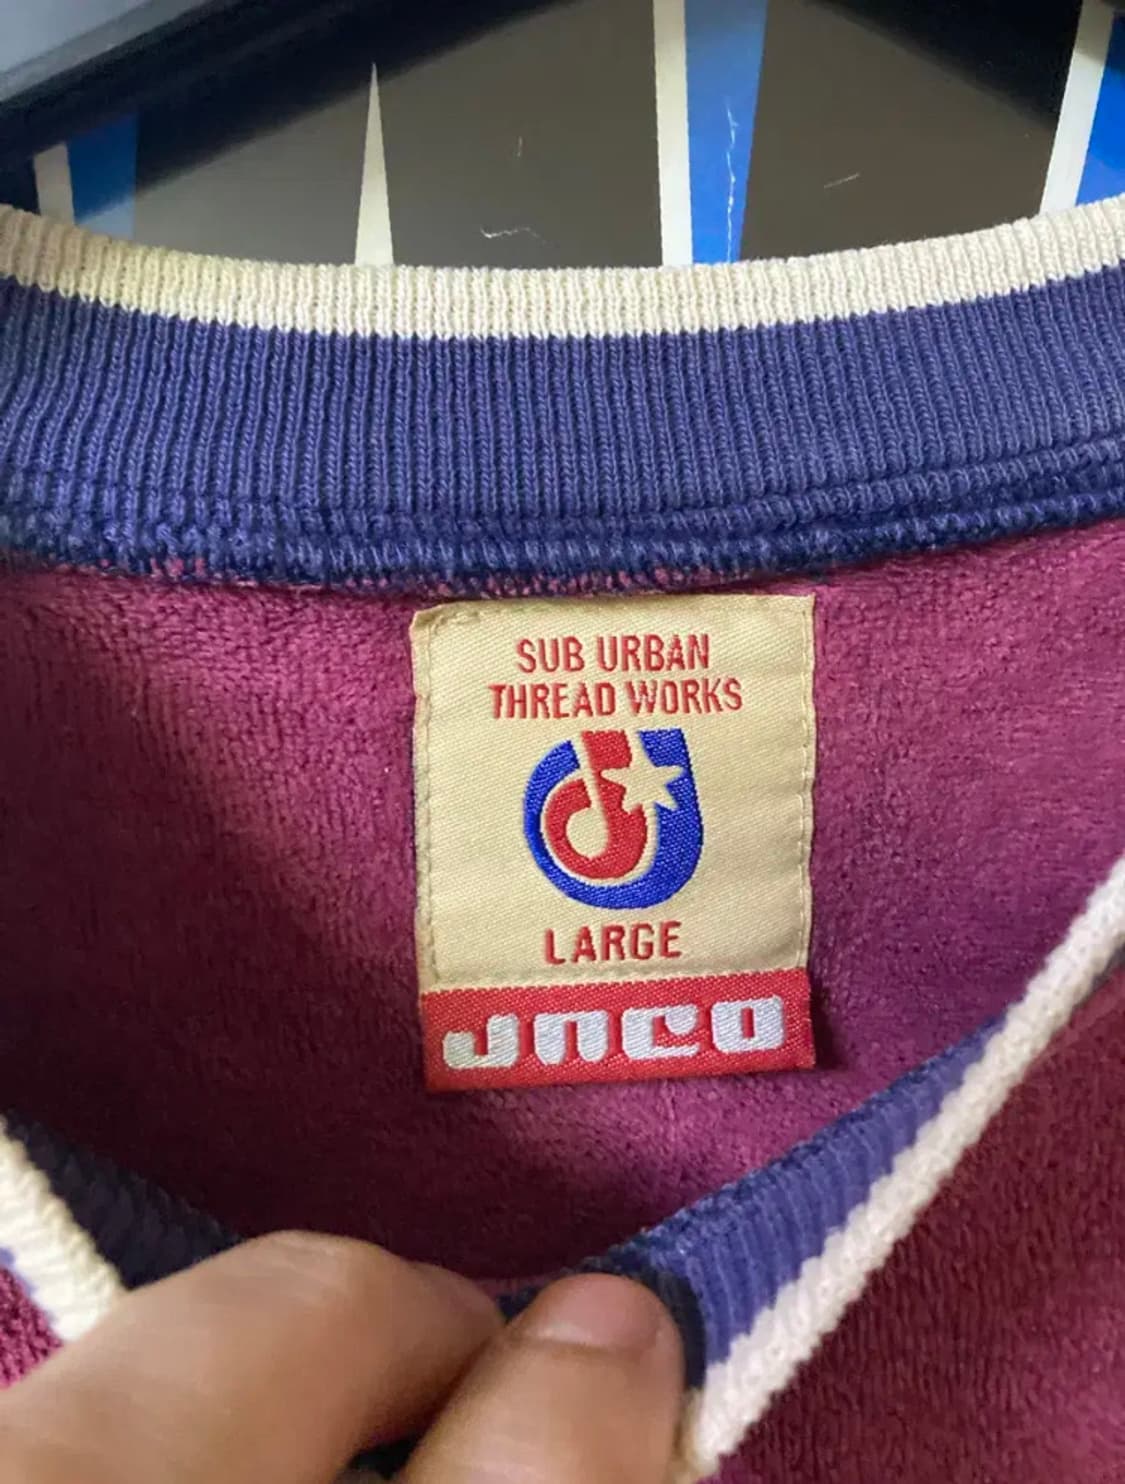 SUB URBAN
THREAD WORKS
LARGE
JNCO